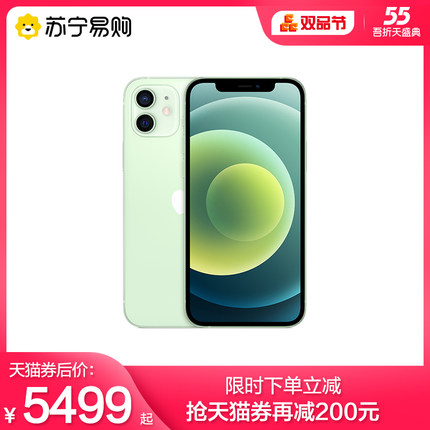 苏宁易购
品 双品节
55
吾折天盛典
天猫券后价：
¥5499起
限时下单立减
抢天猫券再减200元